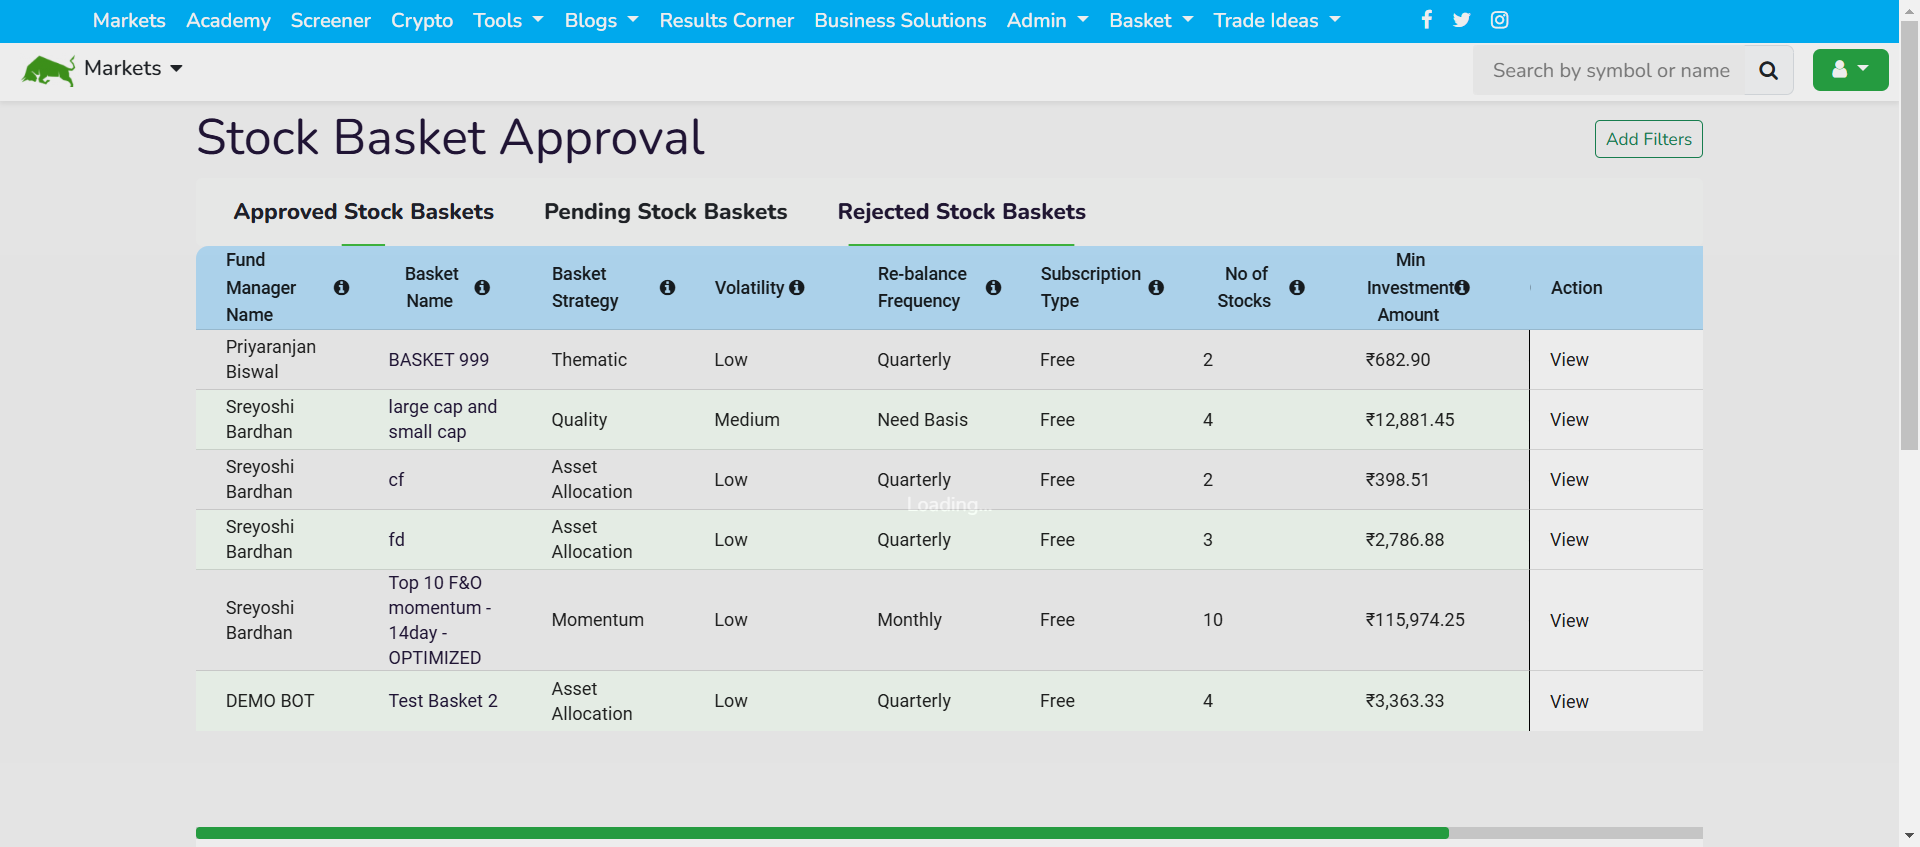 Markets Academy Screener Crypto Tools Blogs Results Corner Business Solutions Admin Basket Trade Ideas
Markets
Search by symbol or name
Stock Basket Approval
Add Filters
Approved Stock Baskets Pending Stock Baskets Rejected Stock Baskets
Fund Manager Name Basket Name Basket Strategy Volatility Re-balance Frequency Subscription Type No of Stocks Min Investment Amount Action
Priyaranjan Biswal BASKET 999 Thematic Low Quarterly Free 2 ₹682.90 View
Sreyoshi Bardhan large cap and small cap Quality Medium Need Basis Free 4 ₹12,881.45 View
Sreyoshi Bardhan cf Asset Allocation Low Quarterly Free 2 ₹398.51 View
Loading...
Sreyoshi Bardhan fd Asset Allocation Low Quarterly Free 3 ₹2,786.88 View
Sreyoshi Bardhan Top 10 F&O momentum - 14day - OPTIMIZED Momentum Low Monthly Free 10 ₹115,974.25 View
DEMO BOT Test Basket 2 Asset Allocation Low Quarterly Free 4 ₹3,363.33 View